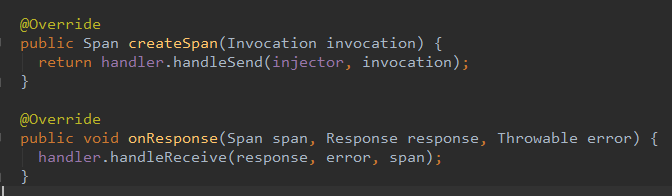 @Override
public Span createSpan(Invocation invocation) {
return handler.handleSend(injector, invocation);
}
@Override
public void onResponse(Span span, Response response, Throwable error) {
handler.handleReceive(response, error, span);
}